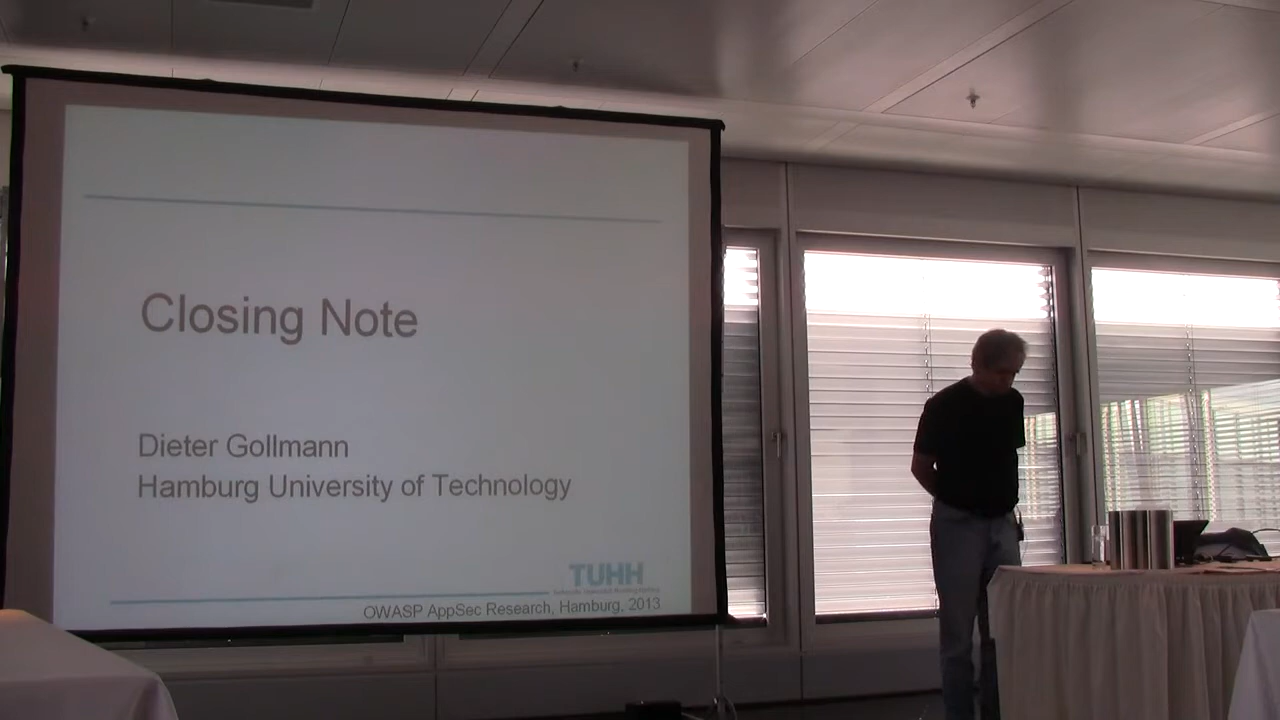 Closing Note
Dieter Gollmann
Hamburg University of Technology
TUHH
OWASP AppSec Research, Hamburg, 2013